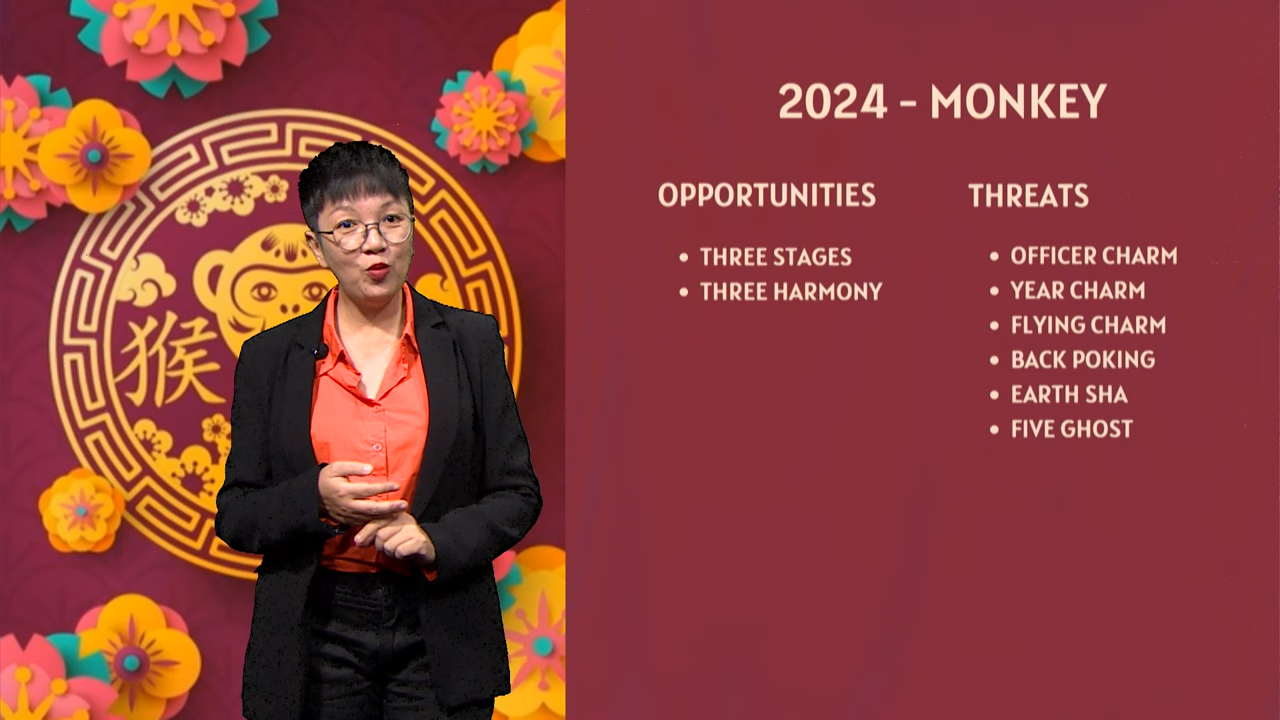 猴
2024 - MONKEY
OPPORTUNITIES
THREE STAGES
THREE HARMONY
THREATS
OFFICER CHARM
YEAR CHARM
FLYING CHARM
BACK POKING
EARTH SHA
FIVE GHOST